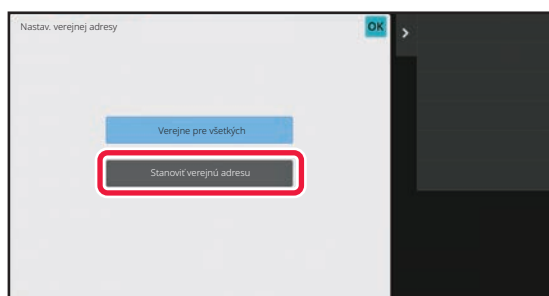 Nastav. verejnej adresy
OK
Verejne pre všetkých
Stanoviť verejnú adresu